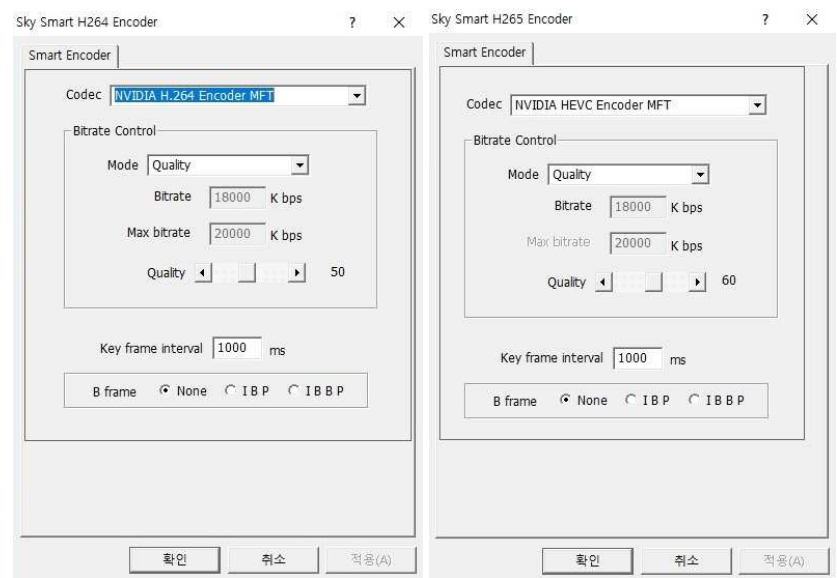 Sky Smart H264 Encoder ? ×
Smart Encoder
Codec NVIDIA H.264 Encoder MFT
Bitrate Control
Mode Quality
Bitrate 18000 K bps
Max bitrate 20000 K bps
Quality 50
Key frame interval 1000 ms
B frame None I B P I B B P
확인 취소 적용(A)
Sky Smart H265 Encoder ? ×
Smart Encoder
Codec NVIDIA HEVC Encoder MFT
Bitrate Control
Mode Quality
Bitrate 18000 K bps
Max bitrate 20000 K bps
Quality 60
Key frame interval 1000 ms
B frame None I B P I B B P
확인 취소 적용(A)